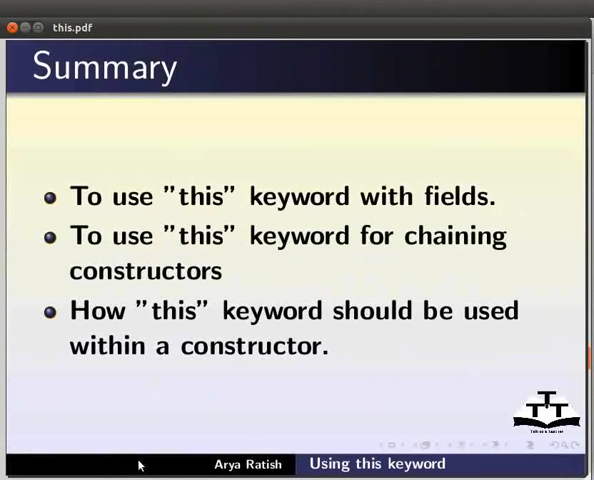 this.pdf
Summary
To use "this" keyword with fields.
To use "this" keyword for chaining
constructors
How "this" keyword should be used
within a constructor.
TTT
Arya Ratish
Using this keyword